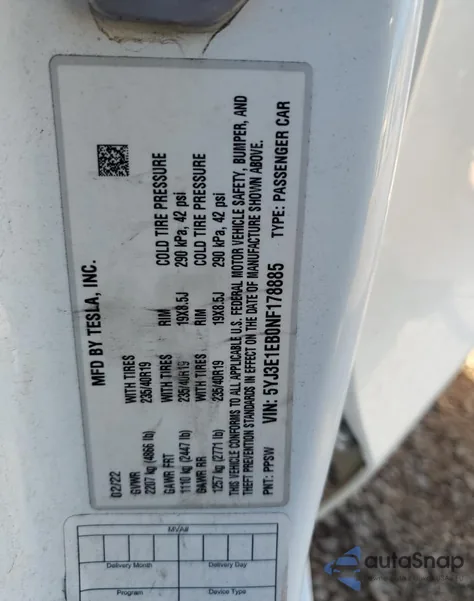 MFD BY TESLA, INC.
02/22
GVWR WITH TIRES RIM COLD TIRE PRESSURE
2207 kg (4866 lb) 235/40R19 19X8.5J 290 kPa, 42 psi
GAWR FRT WITH TIRES RIM COLD TIRE PRESSURE
1110 kg (2447 lb) 235/40R19 19X8.5J 290 kPa, 42 psi
GAWR RR
1257 kg (2771 lb) 235/40R19
THIS VEHICLE CONFORMS TO ALL APPLICABLE U.S. FEDERAL MOTOR VEHICLE SAFETY, BUMPER, AND
THEFT PREVENTION STANDARDS IN EFFECT ON THE DATE OF MANUFACTURE SHOWN ABOVE.
VIN: 5YJ3E1EB0NF178885 TYPE: PASSENGER CAR
PNT: PPSW
MVA#
Delivery Month Delivery Day
Program Device Type
autoSnap